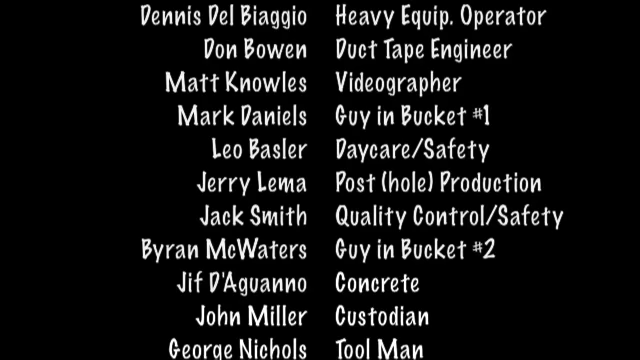 Dennis Del Biaggio Heavy Equip. Operator
Don Bowen Duct Tape Engineer
Matt Knowles Videographer
Mark Daniels Guy in Bucket #1
Leo Basler Daycare/Safety
Jerry Lema Post (hole) Production
Jack Smith Quality Control/Safety
Byran McWaters Guy in Bucket #2
Jif D'Aguanno Concrete
John Miller Custodian
George Nichols Tool Man